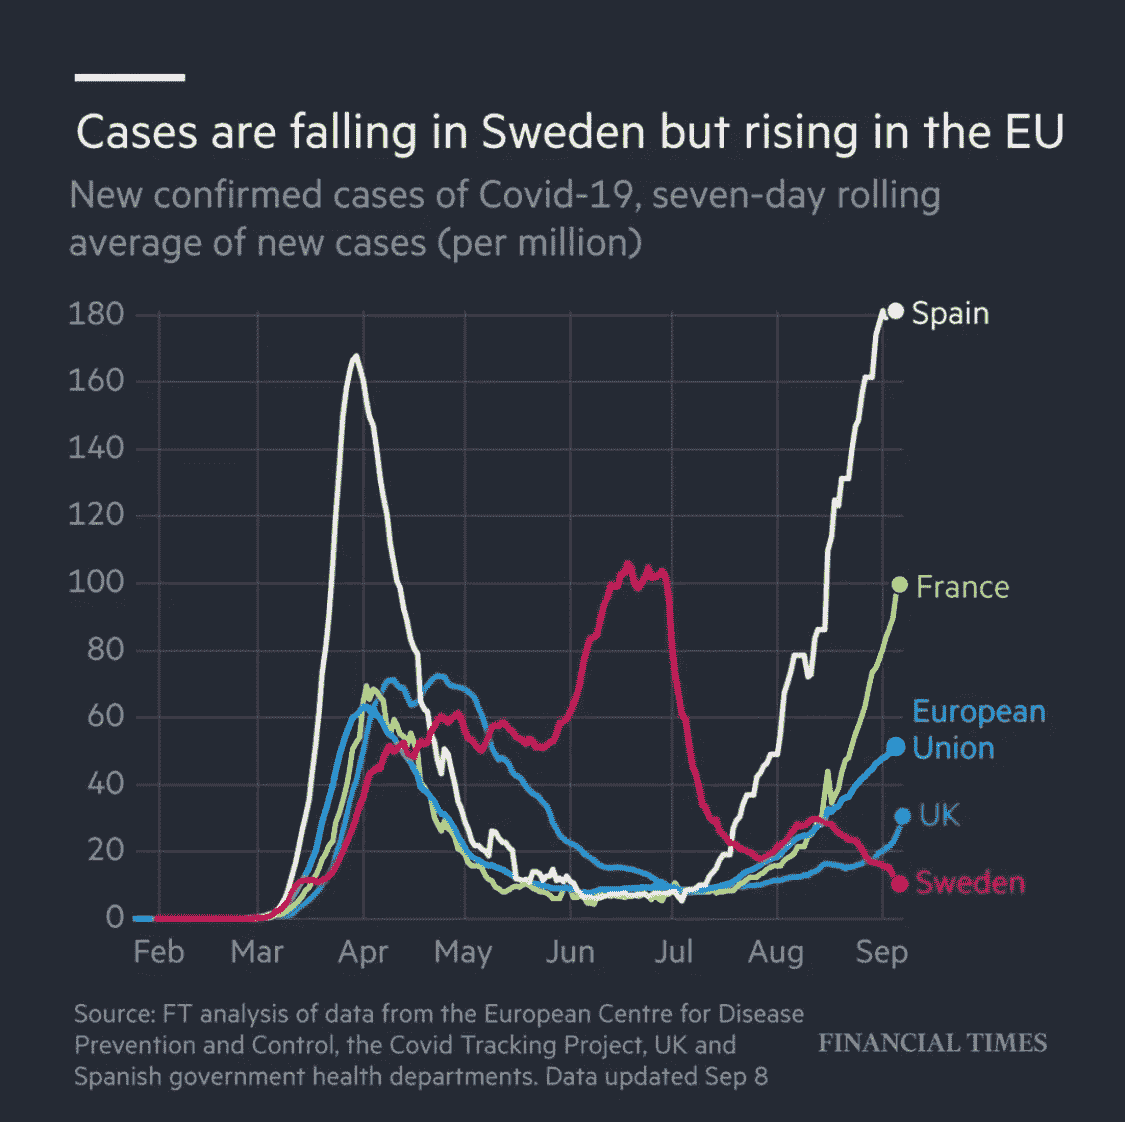 Cases are falling in Sweden but rising in the EU
New confirmed cases of Covid-19, seven-day rolling
average of new cases (per million)
180
160
140
120
100
80
60
40
20
0
Spain
France
European
Union
UK
Sweden
Feb Mar Apr May Jun Jul Aug Sep
Source: FT analysis of data from the European Centre for Disease
Prevention and Control, the Covid Tracking Project, UK and
Spanish government health departments. Data updated Sep 8
FINANCIAL TIMES